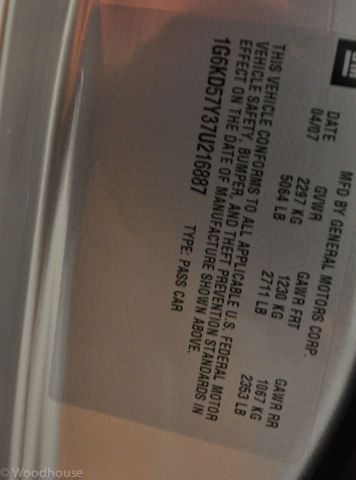 GM
MFD BY GENERAL MOTORS CORP.
DATE GVWR GAWR FRT GAWR RR
04/07 2297 KG 1230 KG 1067 KG
5064 LB 2711 LB 2353 LB
THIS VEHICLE CONFORMS TO ALL APPLICABLE U.S. FEDERAL MOTOR
VEHICLE SAFETY, BUMPER, AND THEFT PREVENTION STANDARDS IN
EFFECT ON THE DATE OF MANUFACTURE SHOWN ABOVE.
1G6KD57Y37U216887 TYPE: PASS CAR
©Woodhouse